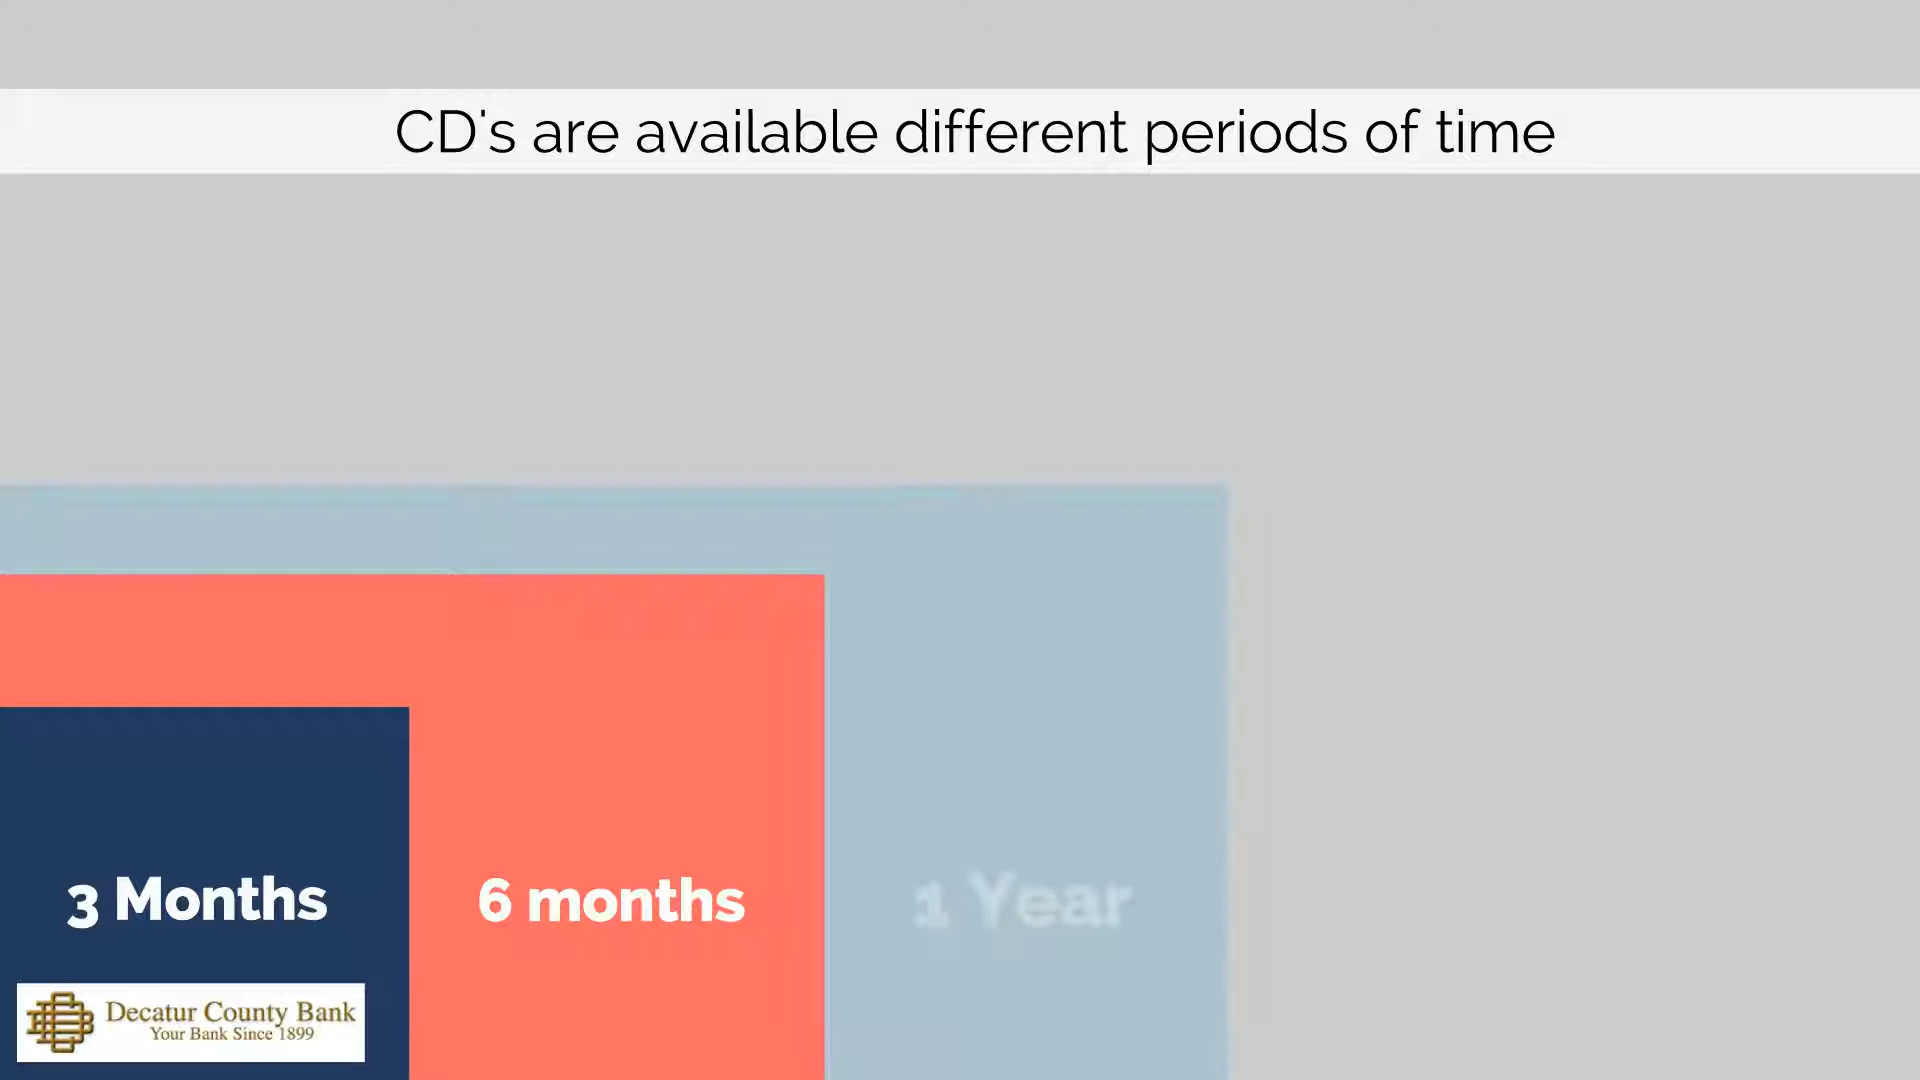 CD's are available different periods of time
3 Months
6 months
1 Year
Decatur County Bank
Your Bank Since 1899